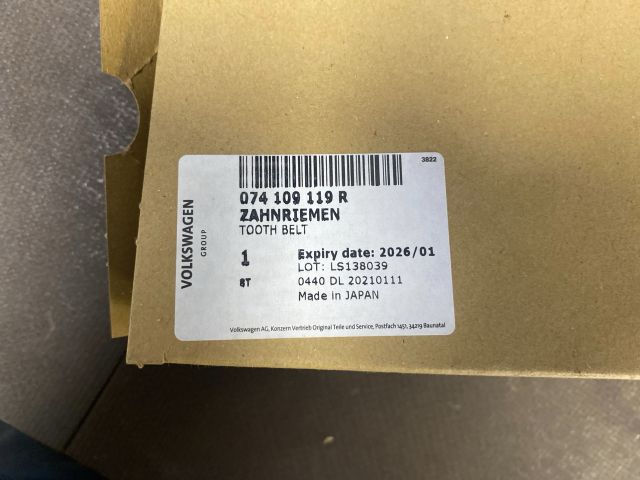 3822
074 109 119 R
ZAHNRIEMEN
TOOTH BELT
VOLKSWAGEN
GROUP
1 Expiry date: 2026/01
LOT: LS138039
ST 0440 DL 20210111
Made in JAPAN
Volkswagen AG, Konzern Vertrieb Original Teile und Service, Postfach 1451, 34219 Baunatal